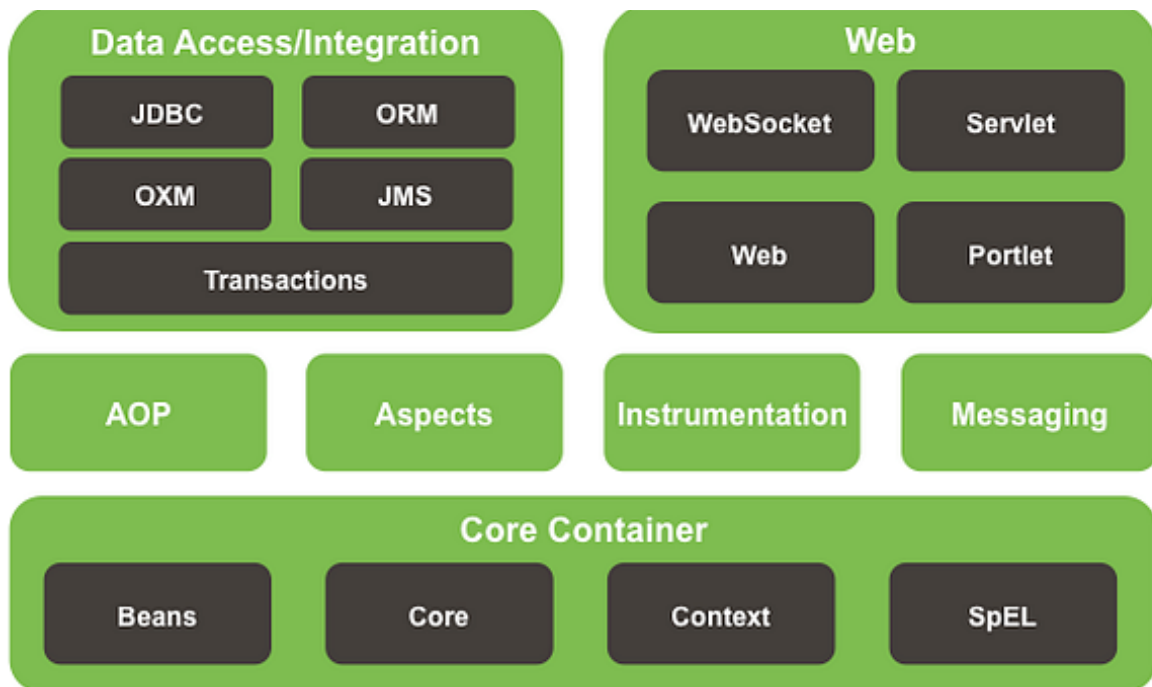 Data Access/Integration
JDBC
ORM
OXM
JMS
Transactions
Web
WebSocket
Servlet
Web
Portlet
AOP
Aspects
Instrumentation
Messaging
Core Container
Beans
Core
Context
SpEL